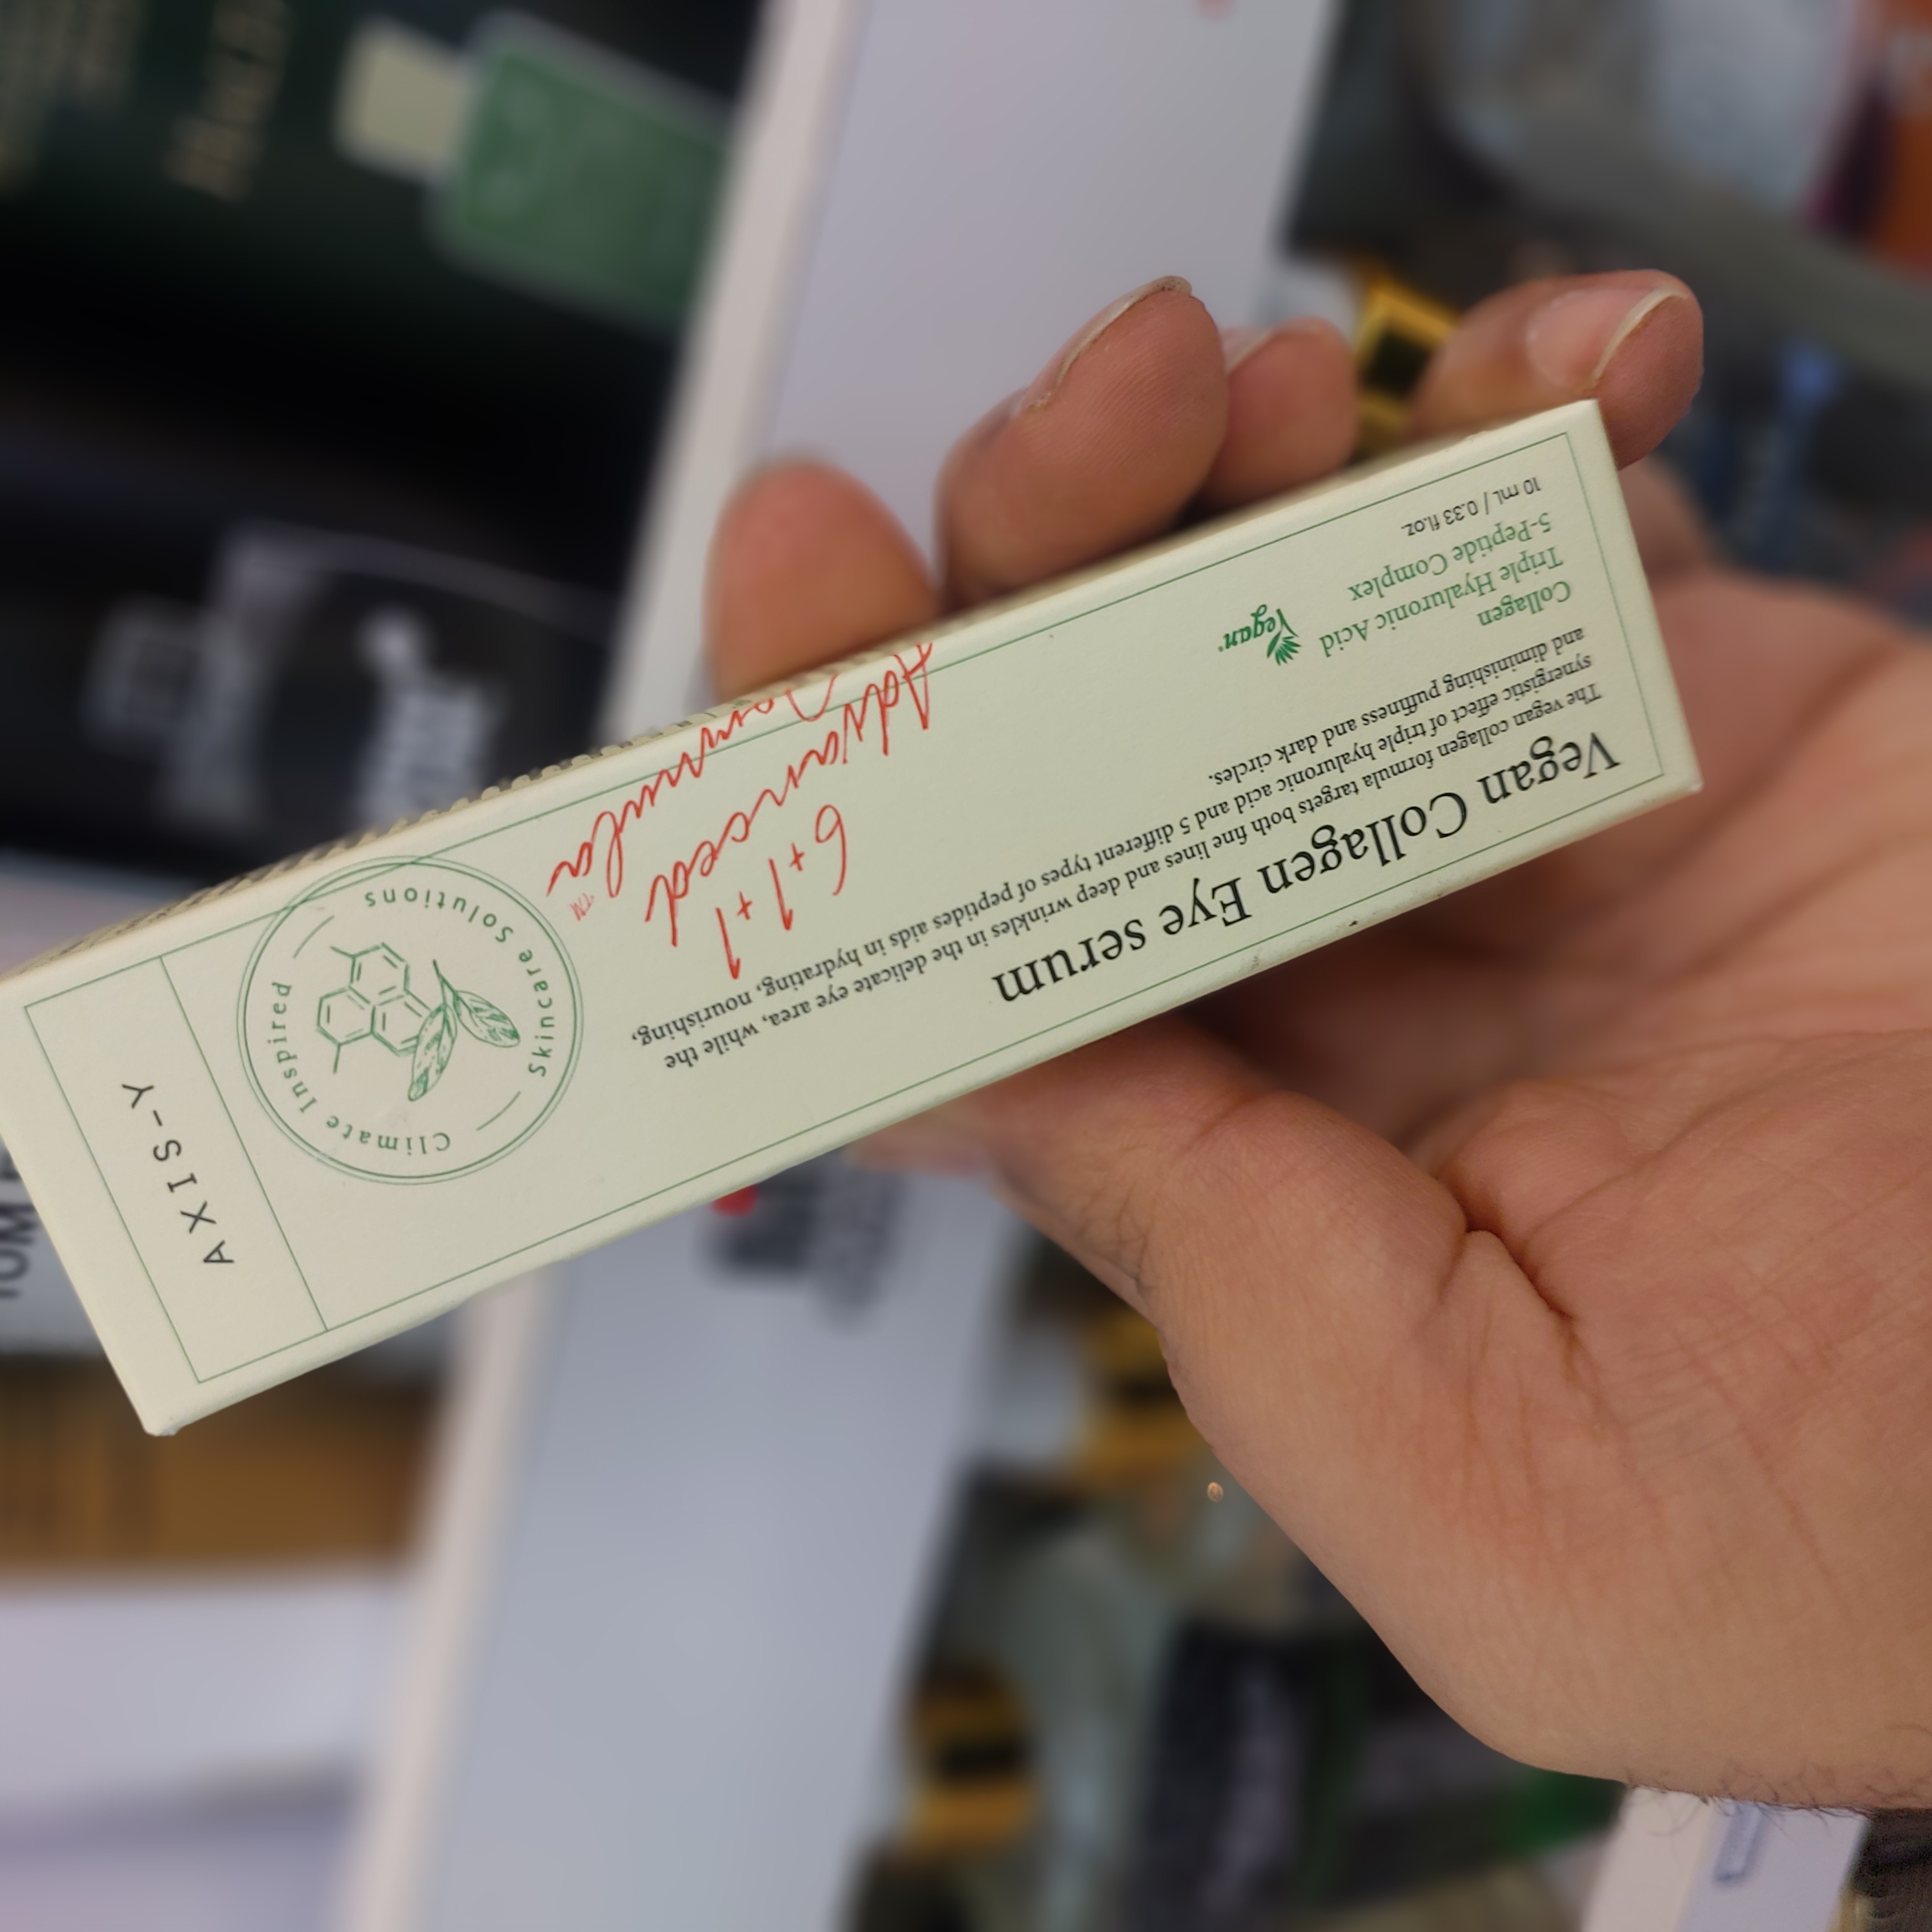 AXIS-Y
Climate Inspired
Skincare Solutions
6+1+1
Advanced
Formula™
Vegan Collagen Eye serum
The vegan collagen formula targets both fine lines and deep wrinkles in the delicate eye area, while the
synergistic effect of triple hyaluronic acid and 5 different types of peptides aids in hydrating, nourishing,
and diminishing puffiness and dark circles.
Collagen
Triple Hyaluronic Acid
5-Peptide Complex
Vegan
10 mL / 0.33 fl.oz.